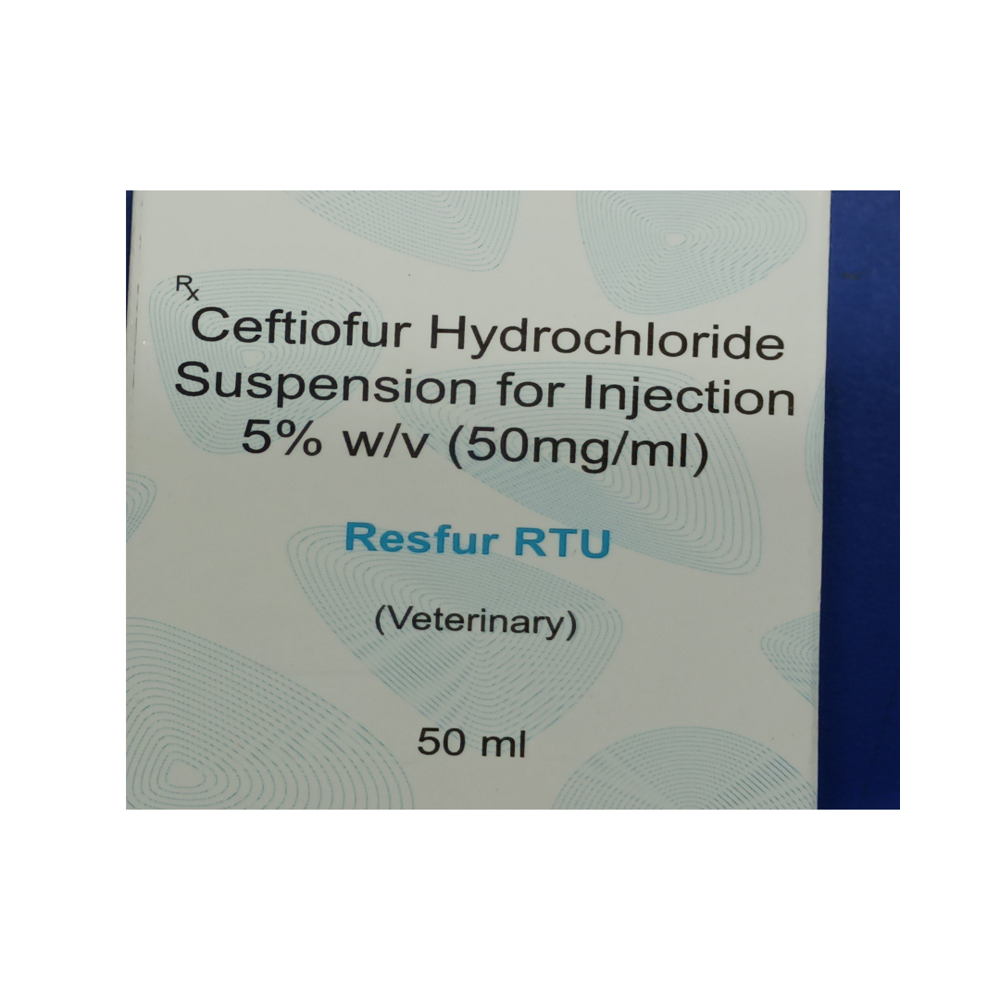 Rx
Ceftiofur Hydrochloride
Suspension for Injection
5% w/v (50mg/ml)
Resfur RTU
(Veterinary)
50 ml